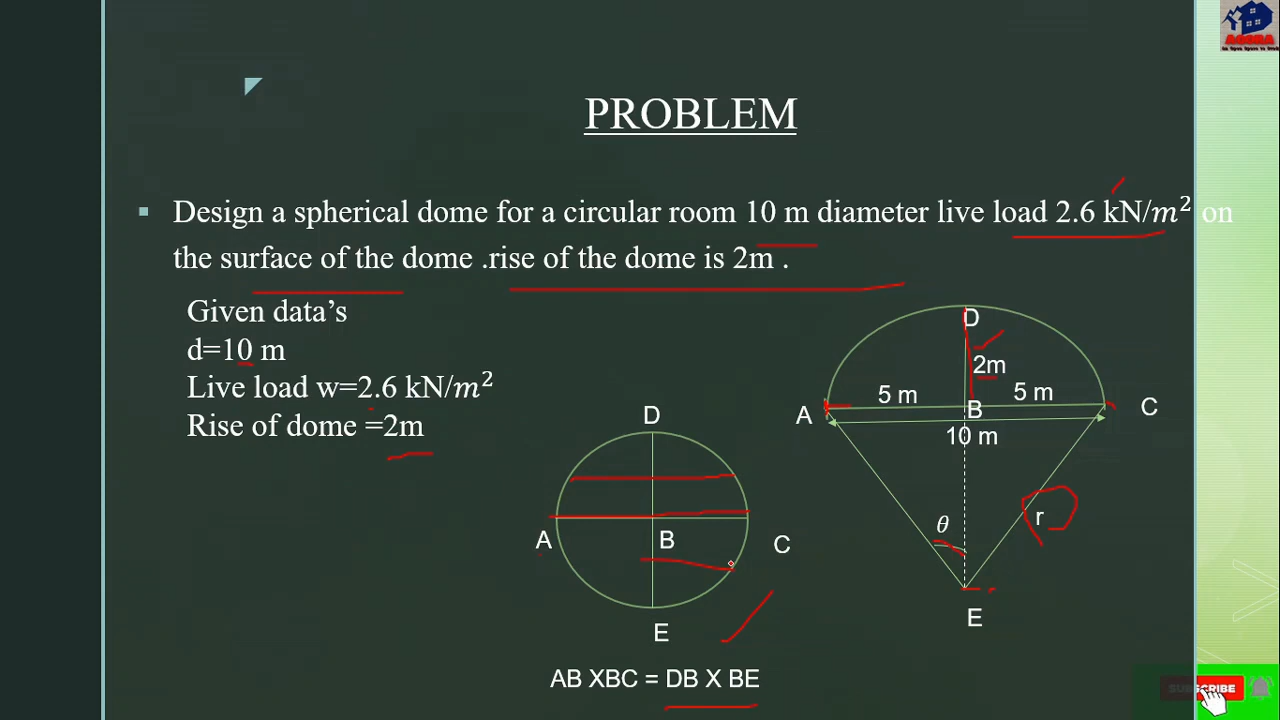 PROBLEM
Design a spherical dome for a circular room 10 m diameter live load 2.6 kN/m² on
the surface of the dome .rise of the dome is 2m .
Given data’s
d=10 m
Live load w=2.6 kN/m²
Rise of dome =2m
D
A
B
C
E
AB XBC = DB X BE
D
2m
5 m
5 m
A
B
C
10 m
θ
r
E
AGORA
SUBSCRIBE